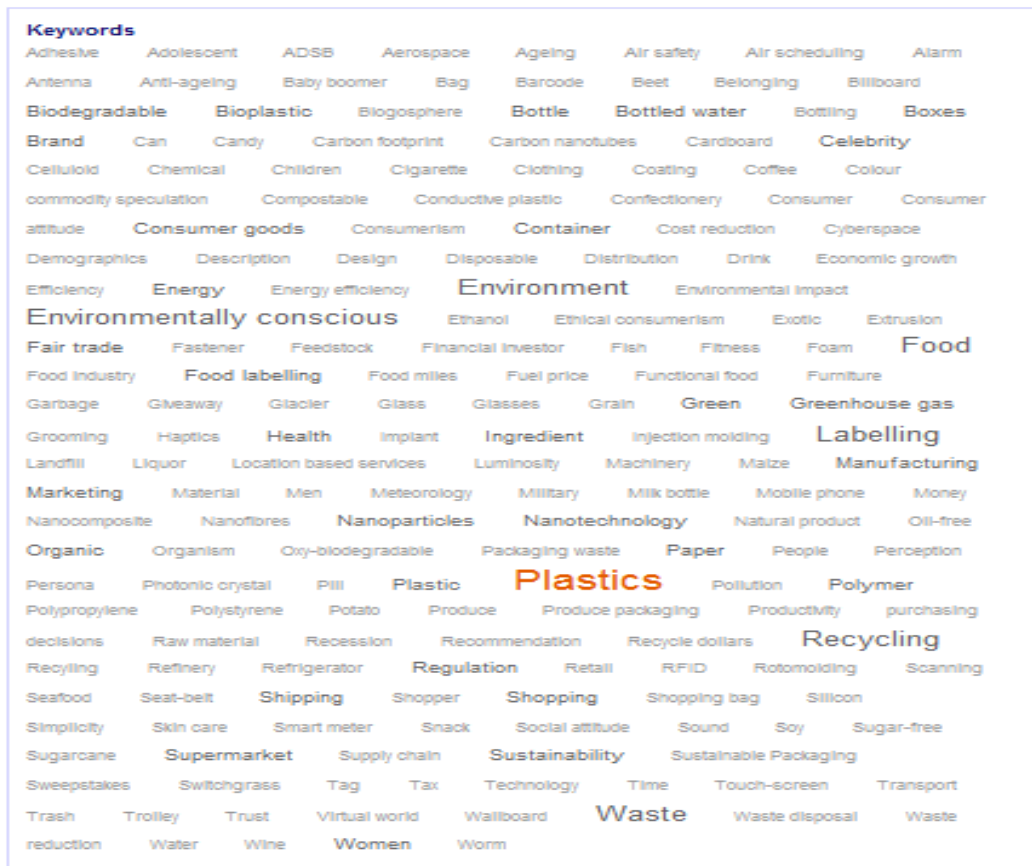 Keywords
Adhesive Adolescent ADSB Aerospace Ageing Air safety Air scheduling Alarm
Antenna Anti-ageing Baby boomer Bag Barcode Beet Belonging Billboard
Biodegradable Bioplastic Blogosphere Bottle Bottled water Bottling Boxes
Brand Can Candy Carbon footprint Carbon nanotubes Cardboard Celebrity
Celluloid Chemical Children Cigarette Clothing Coating Coffee Colour
commodity speculation Compostable Conductive plastic Confectionery Consumer Consumer
attitude Consumer goods Consumerism Container Cost reduction Cyberspace
Demographics Description Design Disposable Distribution Drink Economic growth
Efficiency Energy Energy efficiency Environment Environmental impact
Environmentally conscious Ethanol Ethical consumerism Exotic Extrusion
Fair trade Fastener Feedstock Financial investor Fish Fitness Foam Food
Food industry Food labelling Food miles Fuel price Functional food Furniture
Garbage Giveaway Glacier Glass Glasses Grain Green Greenhouse gas
Grooming Haptics Health Implant Ingredient Injection molding Labelling
Landfill Liquor Location based services Luminosity Machinery Maize Manufacturing
Marketing Material Men Meteorology Military Milk bottle Mobile phone Money
Nanocomposite Nanofibres Nanoparticles Nanotechnology Natural product Oil-free
Organic Organism Oxy-biodegradable Packaging waste Paper People Perception
Persona Photonic crystal Pill Plastic Plastics Pollution Polymer
Polypropylene Polystyrene Potato Produce Produce packaging Productivity purchasing
decisions Raw material Recession Recommendation Recycle dollars Recycling
Recyling Refinery Refrigerator Regulation Retail RFID Rotomolding Scanning
Seafood Seat-belt Shipping Shopper Shopping Shopping bag Silicon
Simplicity Skin care Smart meter Snack Social attitude Sound Soy Sugar-free
Sugarcane Supermarket Supply chain Sustainability Sustainable Packaging
Sweepstakes Switchgrass Tag Tax Technology Time Touch-screen Transport
Trash Trolley Trust Virtual world Wallboard Waste Waste disposal Waste
reduction Water Wine Women Worm